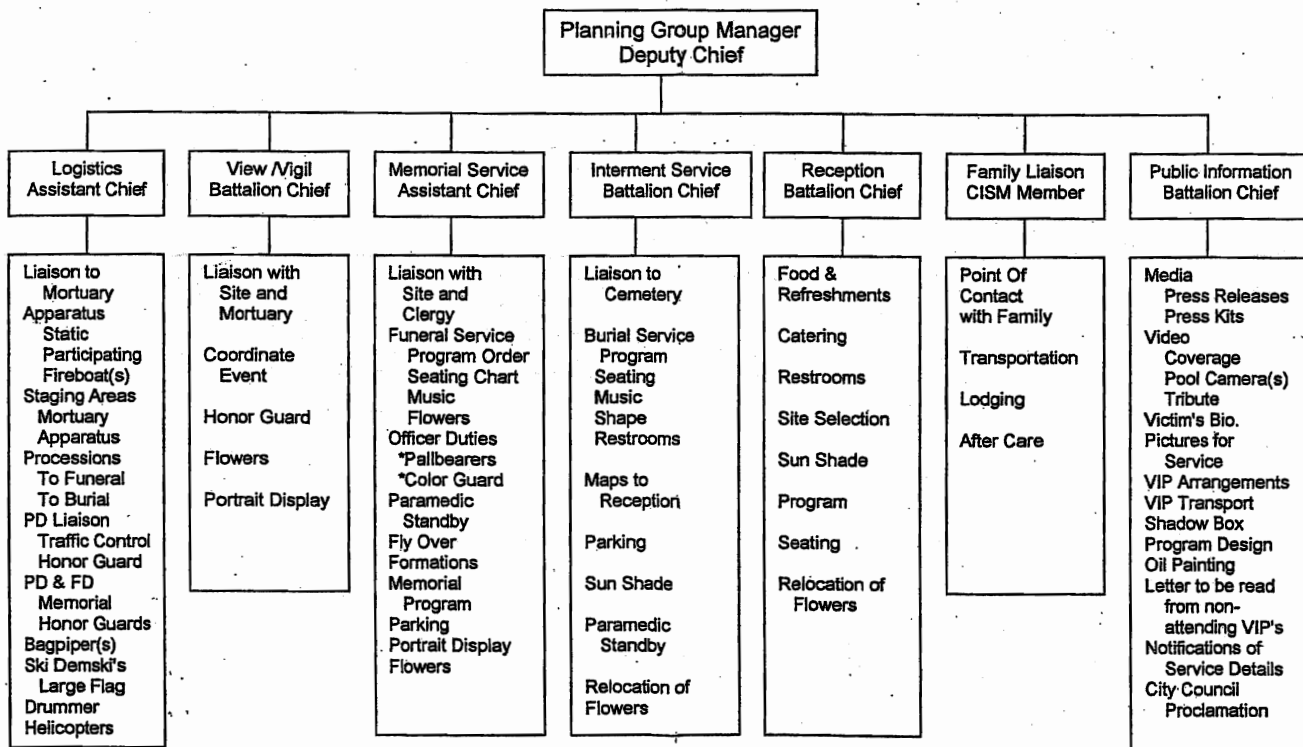 Planning Group Manager
Deputy Chief
Logistics
Assistant Chief
View /Vigil
Battalion Chief
Memorial Service
Assistant Chief
Interment Service
Battalion Chief
Reception
Battalion Chief
Family Liaison
CISM Member
Public Information
Battalion Chief
Liaison to
Mortuary
Apparatus
Static
Participating
Fireboat(s)
Staging Areas
Mortuary
Apparatus
Processions
To Funeral
To Burial
PD Liaison
Traffic Control
Honor Guard
PD & FD
Memorial
Honor Guards
Bagpiper(s)
Ski Demski's
Large Flag
Drummer
Helicopters
Liaison with
Site and
Mortuary
Coordinate
Event
Honor Guard
Flowers
Portrait Display
Liaison with
Site and
Clergy
Funeral Service
Program Order
Seating Chart
Music
Flowers
Officer Duties
*Pallbearers
*Color Guard
Paramedic
Standby
Fly Over
Formations
Memorial
Program
Parking
Portrait Display
Flowers
Liaison to
Cemetery
Burial Service
Program
Seating
Music
Shape
Restrooms
Maps to
Reception
Parking
Sun Shade
Paramedic
Standby
Relocation of
Flowers
Food &
Refreshments
Catering
Restrooms
Site Selection
Sun Shade
Program
Seating
Relocation of
Flowers
Point Of
Contact
with Family
Transportation
Lodging
After Care
Media
Press Releases
Press Kits
Video
Coverage
Pool Camera(s)
Tribute
Victim's Bio.
Pictures for
Service
VIP Arrangements
VIP Transport
Shadow Box
Program Design
Oil Painting
Letter to be read
from non-
attending VIP's
Notifications of
Service Details
City Council
Proclamation